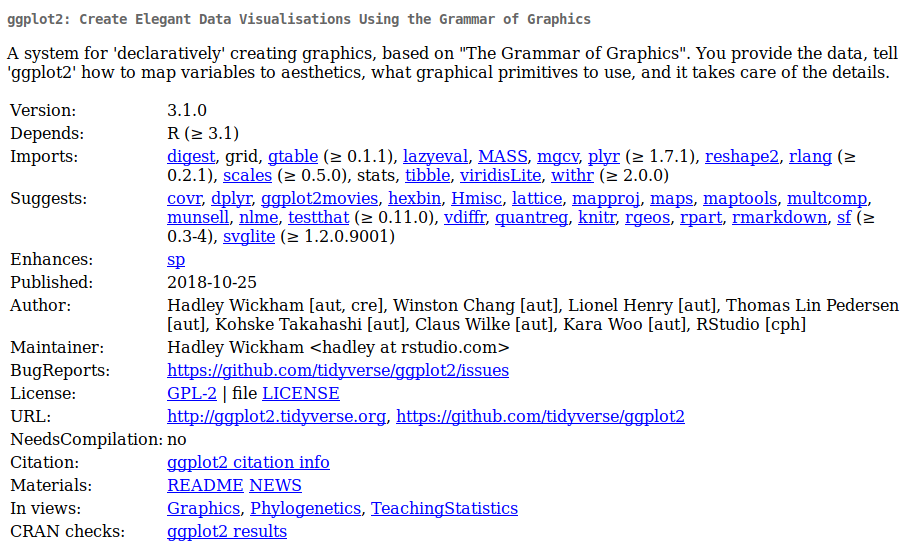 ggplot2: Create Elegant Data Visualisations Using the Grammar of Graphics
A system for 'declaratively' creating graphics, based on "The Grammar of Graphics". You provide the data, tell
'ggplot2' how to map variables to aesthetics, what graphical primitives to use, and it takes care of the details.
Version: 3.1.0
Depends: R (≥ 3.1)
Imports: digest, grid, gtable (≥ 0.1.1), lazyeval, MASS, mgcv, plyr (≥ 1.7.1), reshape2, rlang (≥
0.2.1), scales (≥ 0.5.0), stats, tibble, viridisLite, withr (≥ 2.0.0)
Suggests: covr, dplyr, ggplot2movies, hexbin, Hmisc, lattice, mapproj, maps, maptools, multcomp,
munsell, nlme, testthat (≥ 0.11.0), vdiffr, quantreg, knitr, rgeos, rpart, rmarkdown, sf (≥
0.3-4), svglite (≥ 1.2.0.9001)
Enhances: sp
Published: 2018-10-25
Author: Hadley Wickham [aut, cre], Winston Chang [aut], Lionel Henry [aut], Thomas Lin Pedersen
[aut], Kohske Takahashi [aut], Claus Wilke [aut], Kara Woo [aut], RStudio [cph]
Maintainer: Hadley Wickham <hadley at rstudio.com>
BugReports: https://github.com/tidyverse/ggplot2/issues
License: GPL-2 | file LICENSE
URL: http://ggplot2.tidyverse.org, https://github.com/tidyverse/ggplot2
NeedsCompilation: no
Citation: ggplot2 citation info
Materials: README NEWS
In views: Graphics, Phylogenetics, TeachingStatistics
CRAN checks: ggplot2 results